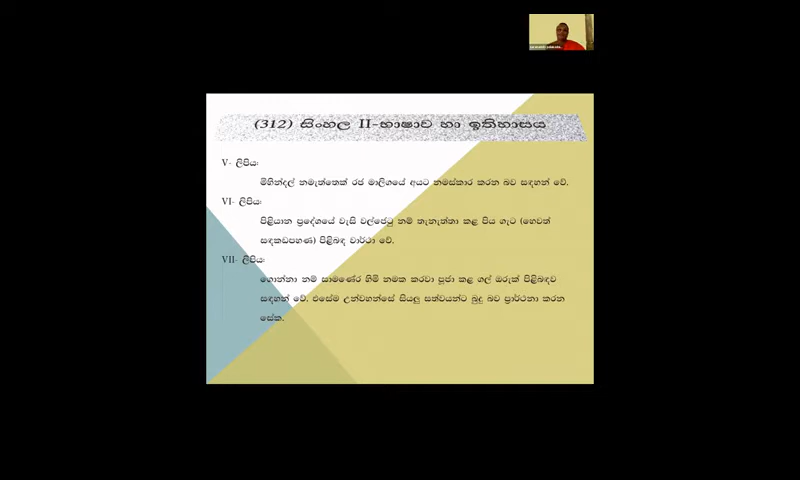 (312) සිංහල II-භාෂාව හා ඉතිහාසය
V- ලිපිය:
මිහින්දල් නමැත්තෙක් රජ මාලිගයේ අයට නමස්කාර කරන බව සඳහන් වේ.
VI- ලිපිය:
පිළියාන ප්‍රදේශයේ වැසි වල්ජෙටු නම් තැනැත්තා කළ පිය ගැට (හෙවත්
සඳකඩපහණ) පිළිබඳ වාර්ථා වේ.
VII- ලිපිය:
ගොන්නා නම් සාමණේර හිමි නමක කරවා පූජා කළ ගල් ඔරුක් පිළිබඳව
සඳහන් වේ. එසේම උන්වහන්සේ සියලු සත්වයන්ට බුදු බව ප්‍රාර්ථනා කරන
සේක.